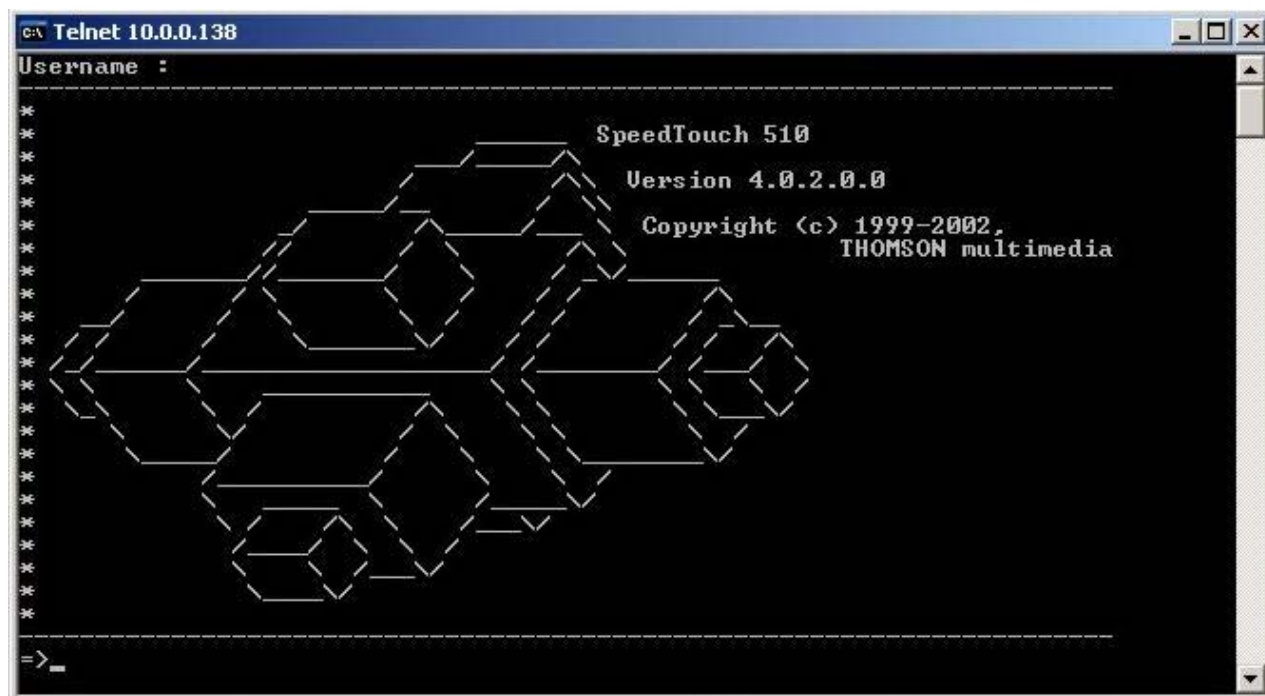 Telnet 10.0.0.138
Username :
SpeedTouch 510
Version 4.0.2.0.0
Copyright (c) 1999-2002,
THOMSON multimedia
=>_